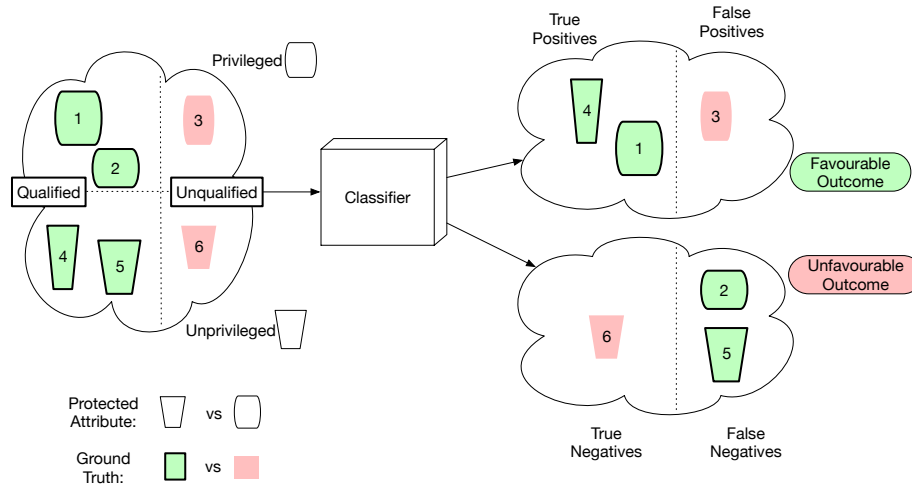 True
Positives
False
Positives
Privileged
1
2
3
4
1
3
Qualified
Unqualified
Classifier
Favourable
Outcome
4
5
6
Unprivileged
2
6
5
Unfavourable
Outcome
Protected
Attribute:
vs
True
Negatives
False
Negatives
Ground
Truth:
vs